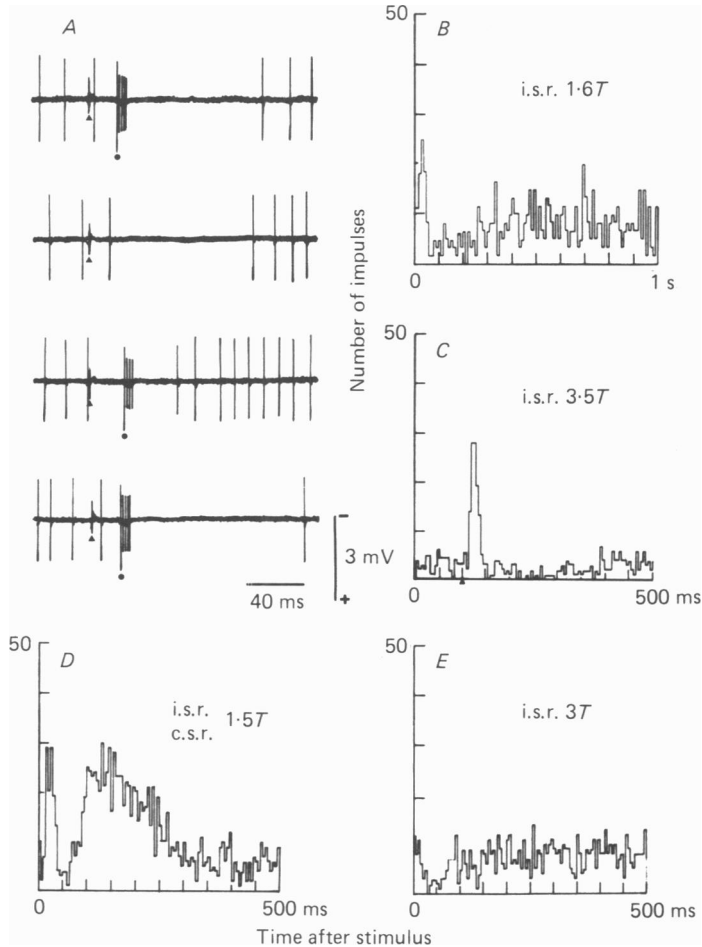 A
3 mV
40 ms
Number of impulses
B
50
i.s.r. 1·6T
0
1 s
C
50
i.s.r. 3·5T
0
500 ms
D
50
i.s.r.
c.s.r. 1·5T
0
500 ms
E
50
i.s.r. 3T
0
500 ms
Time after stimulus